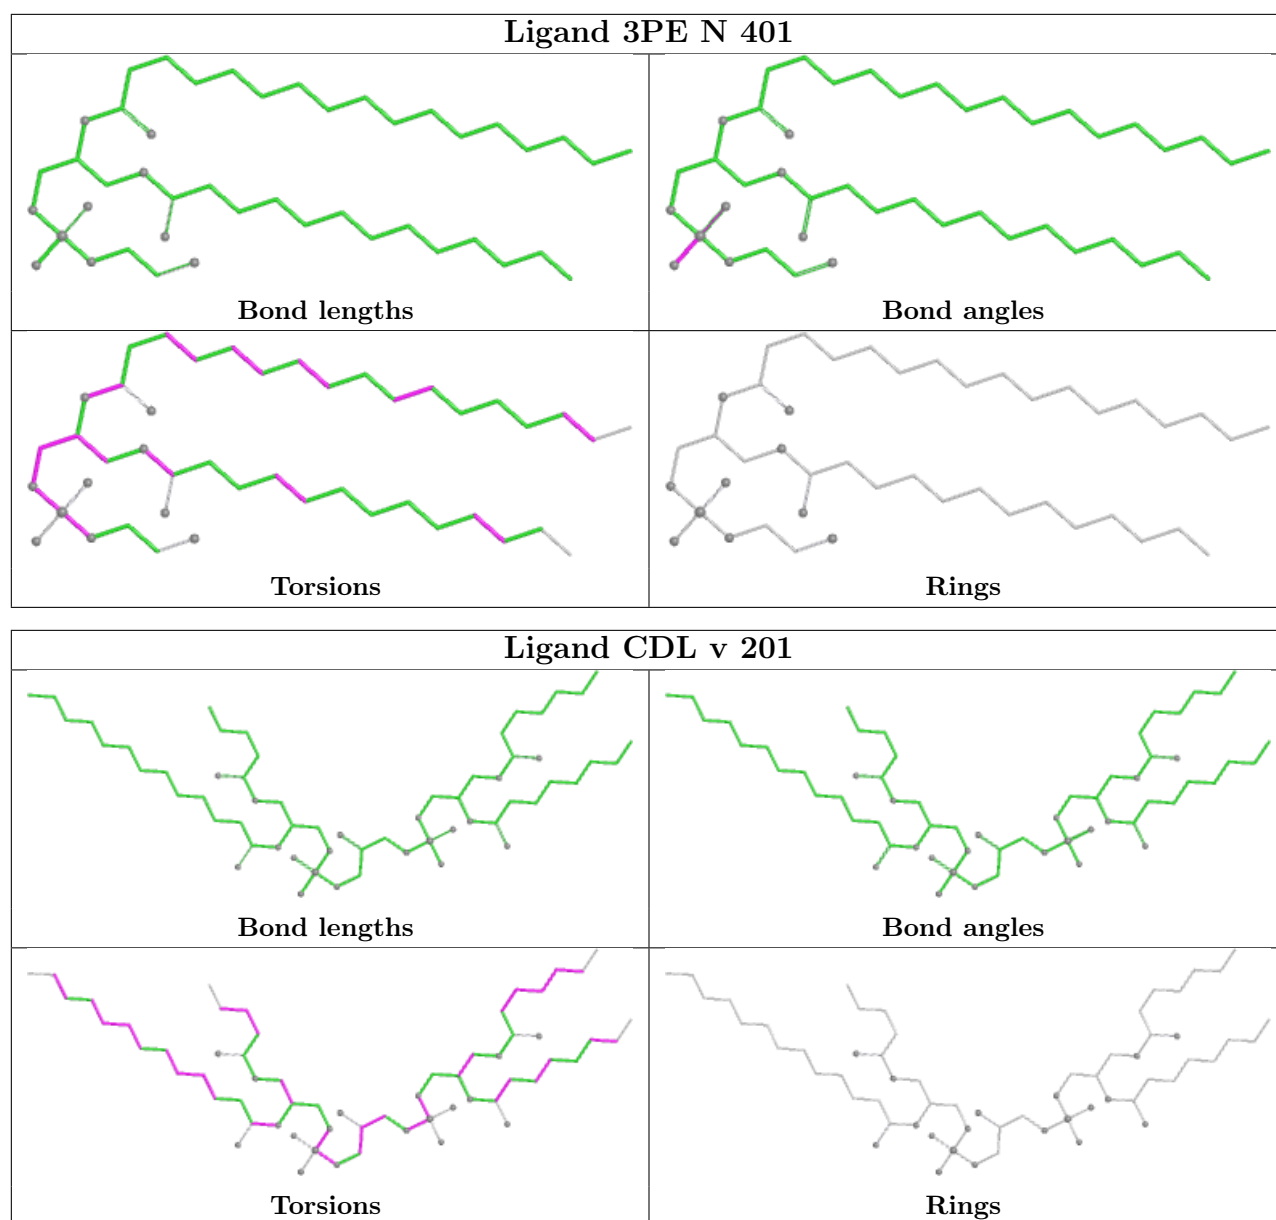 Ligand 3PE N 401
Bond lengths
Bond angles
Torsions
Rings
Ligand CDL v 201
Bond lengths
Bond angles
Torsions
Rings